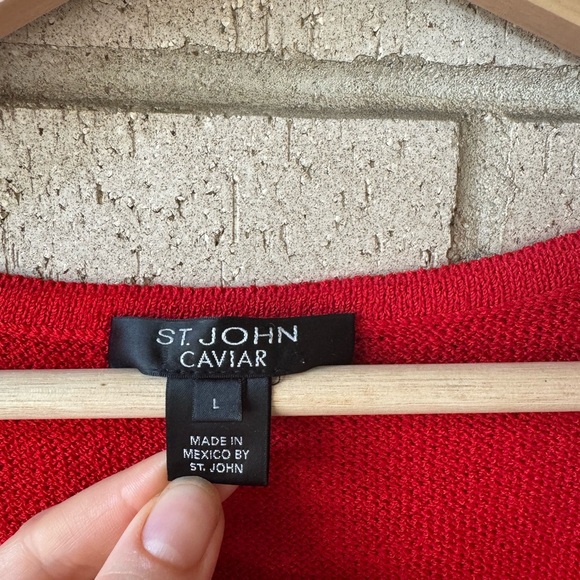 ST. JOHN
CAVIAR
L
MADE IN
MEXICO BY
ST. JOHN